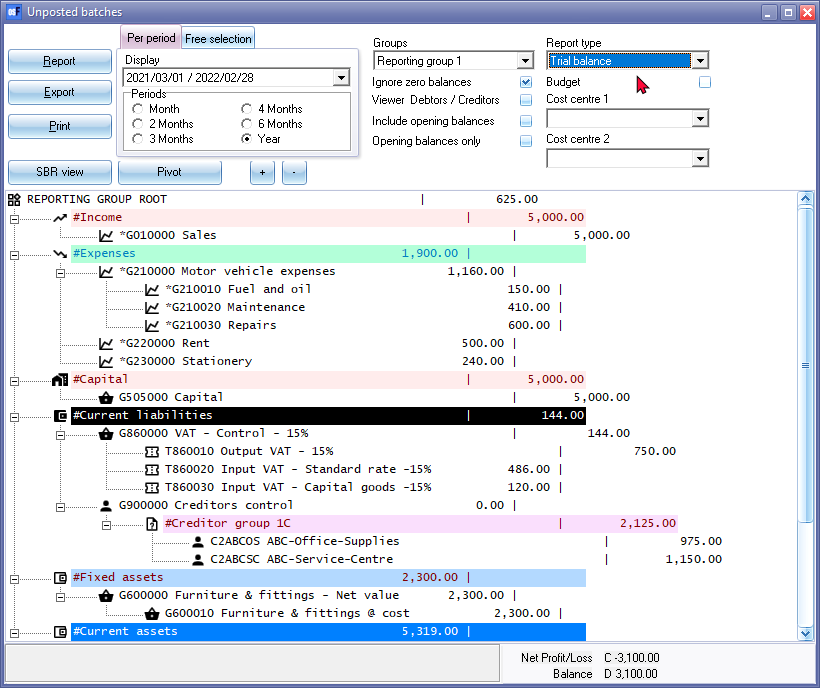 Unposted batches
Report
Export
Print
SBR view
Per period
Free selection
Display
2021/03/01 / 2022/02/28
Periods
Month
4 Months
2 Months
6 Months
3 Months
Year
Pivot
+
-
Groups
Reporting group 1
Ignore zero balances
Viewer Debtors / Creditors
Include opening balances
Opening balances only
Report type
Trial balance
Budget
Cost centre 1
Cost centre 2
REPORTING GROUP ROOT | 625.00
#Income | 5,000.00
*G010000 Sales | 5,000.00
#Expenses 1,900.00 |
*G210000 Motor vehicle expenses 1,160.00 |
*G210010 Fuel and oil 150.00 |
*G210020 Maintenance 410.00 |
*G210030 Repairs 600.00 |
*G220000 Rent 500.00 |
*G230000 Stationery 240.00 |
#Capital | 5,000.00
G505000 Capital | 5,000.00
#Current liabilities | 144.00
G860000 VAT - Control - 15% | 144.00
T860010 Output VAT - 15% | 750.00
T860020 Input VAT - Standard rate -15% 486.00 |
T860030 Input VAT - Capital goods -15% 120.00 |
G900000 Creditors control 0.00 |
#Creditor group 1C | 2,125.00
C2ABCOS ABC-Office-Supplies | 975.00
C2ABCSC ABC-Service-Centre | 1,150.00
#Fixed assets 2,300.00 |
G600000 Furniture & fittings - Net value 2,300.00 |
G600010 Furniture & fittings @ cost 2,300.00 |
#Current assets 5,319.00 |
Net Profit/Loss C -3,100.00
Balance D 3,100.00